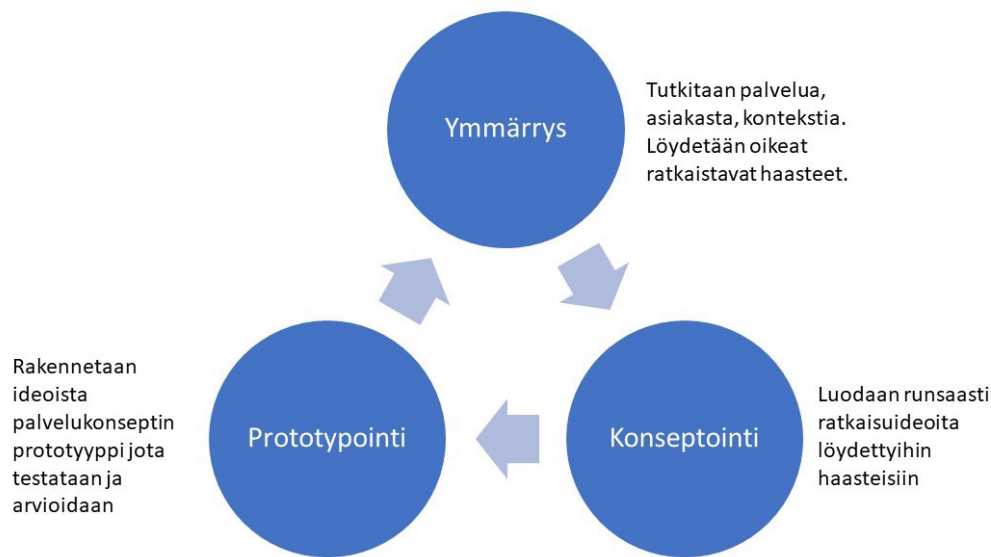 Ymmärrys
Tutkitaan palvelua,
asiakasta, kontekstia.
Löydetään oikeat
ratkaistavat haasteet.
Konseptointi
Luodaan runsaasti
ratkaisuideoita
löydettyihin
haasteisiin
Prototypointi
Rakennetaan
ideoista
palvelukonseptin
prototyyppi jota
testataan ja
arvioidaan